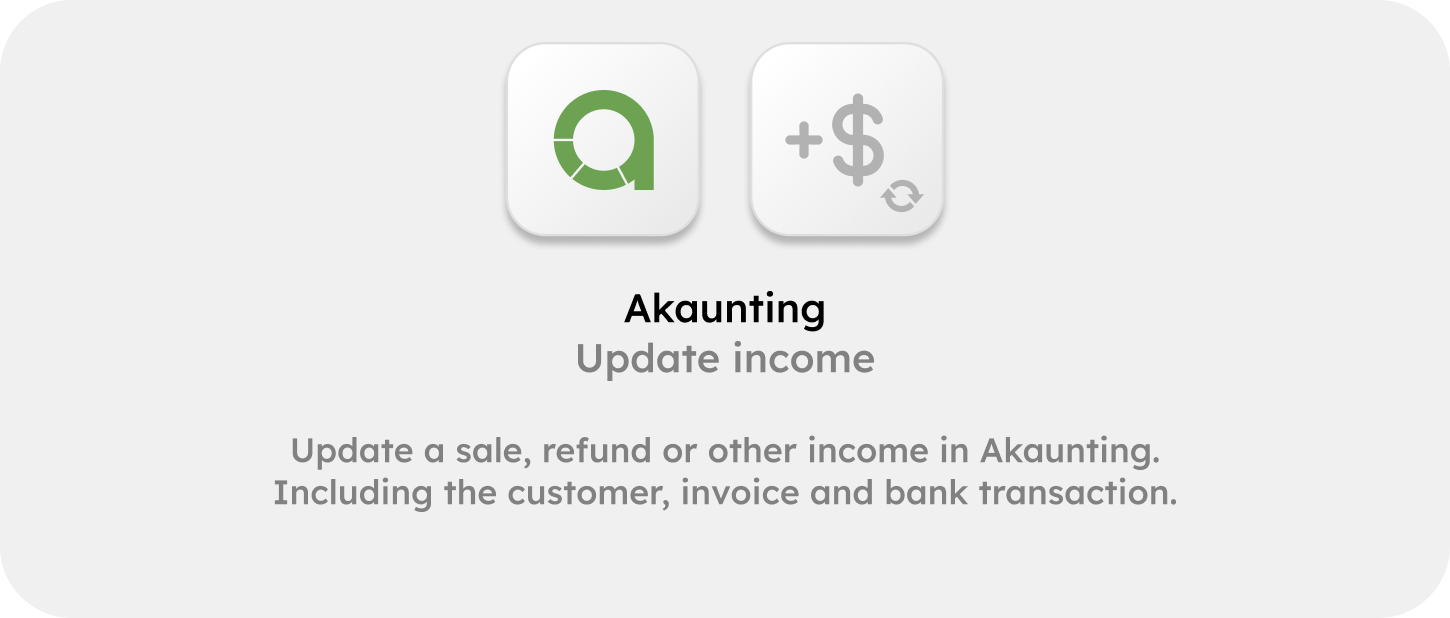 Akaunting
Update income
Update a sale, refund or other income in Akaunting.
Including the customer, invoice and bank transaction.